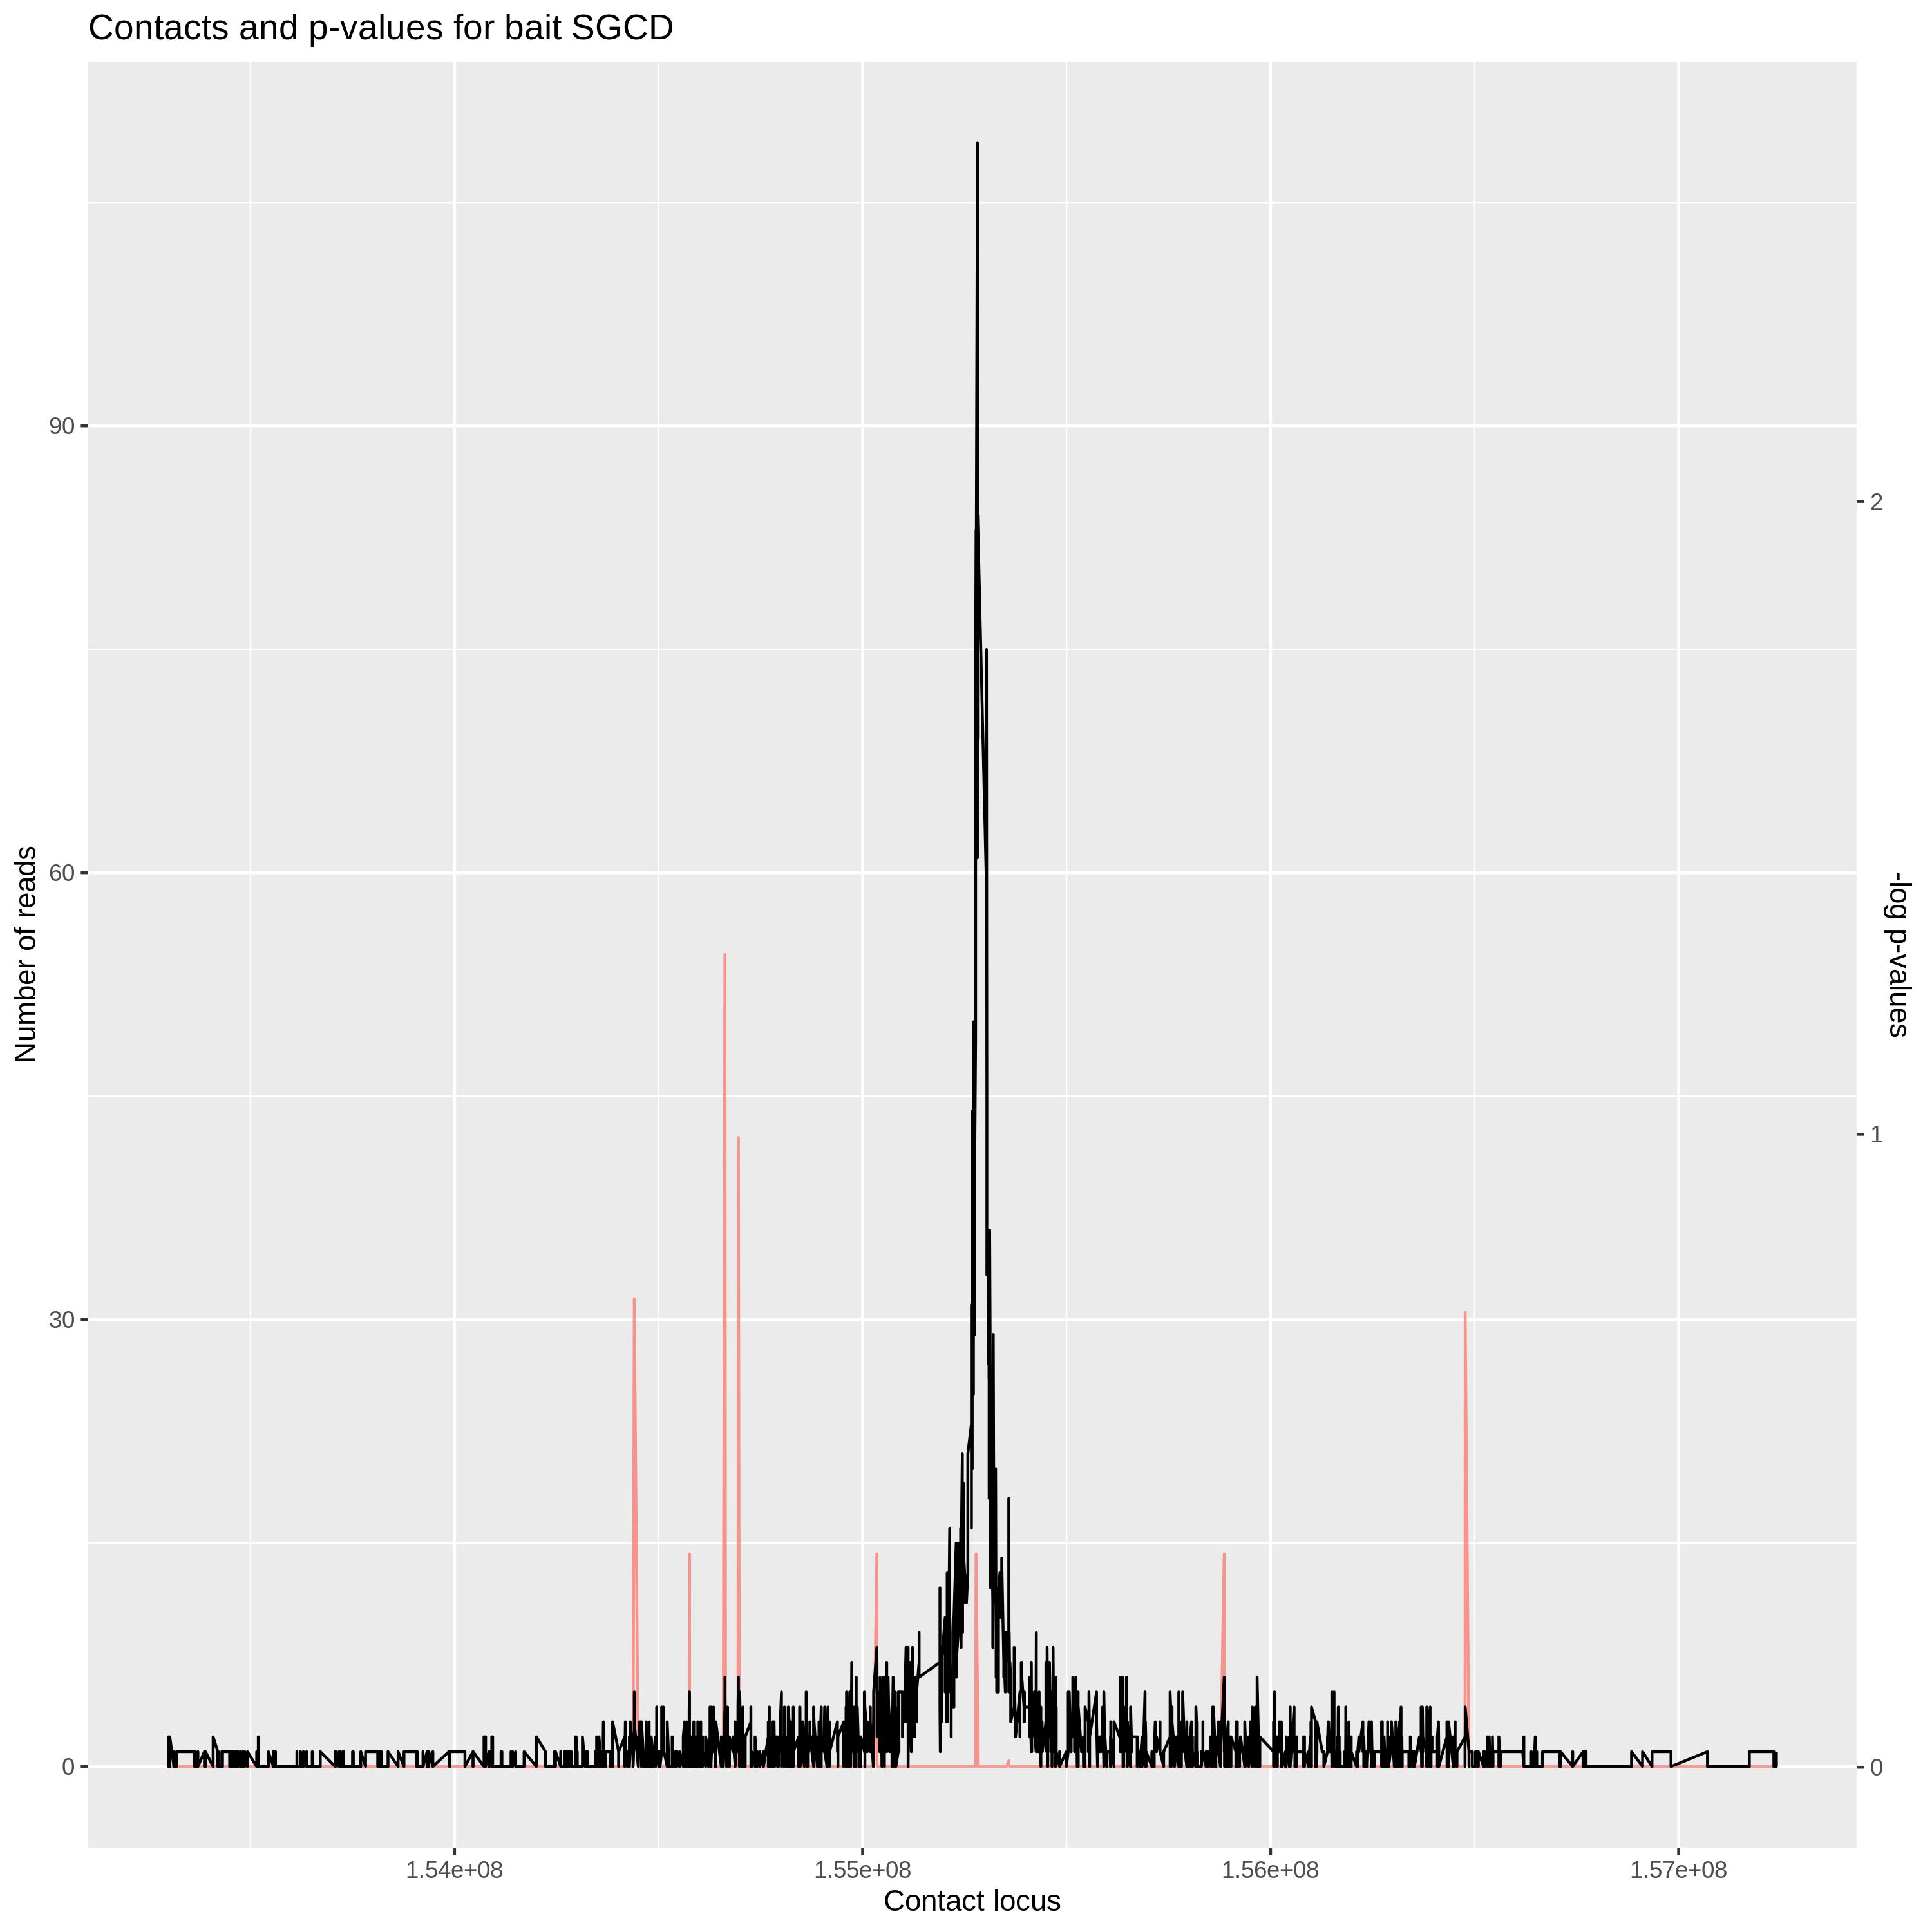 Contacts and p-values for bait SGCD
90
60
30
0
Number of reads
2
1
0
-log p-values
1.54e+08
1.55e+08
1.56e+08
1.57e+08
Contact locus